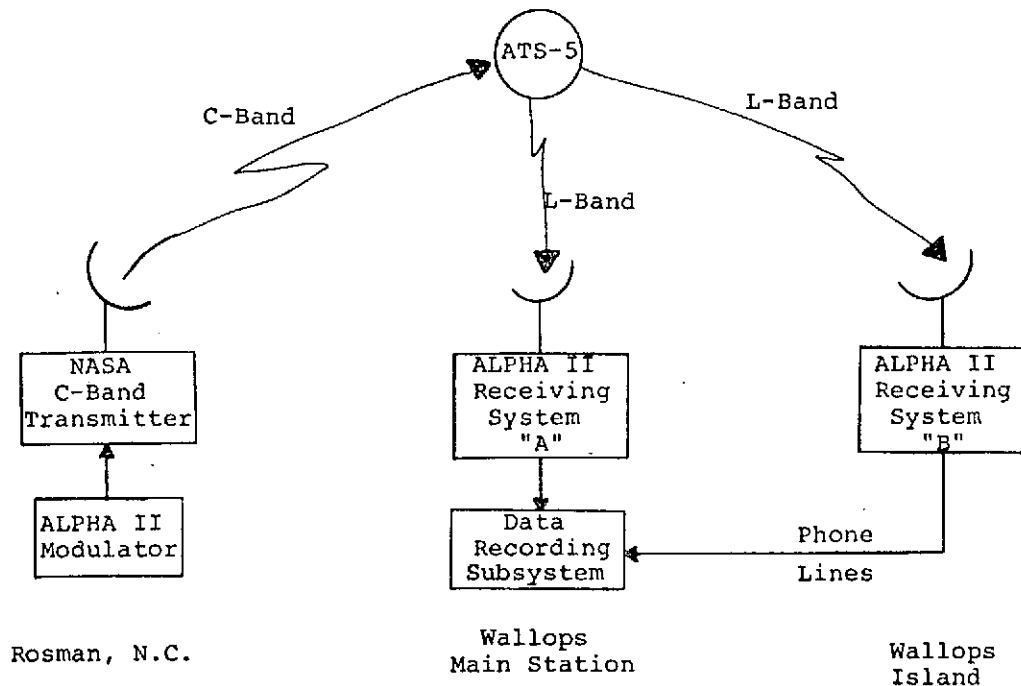 ATS-5
C-Band
L-Band
L-Band
NASA
C-Band
Transmitter
ALPHA II
Modulator
Rosman, N.C.
ALPHA II
Receiving
System
"A"
Data
Recording
Subsystem
Wallops
Main Station
ALPHA II
Receiving
System
"B"
Phone
Lines
Wallops
Island